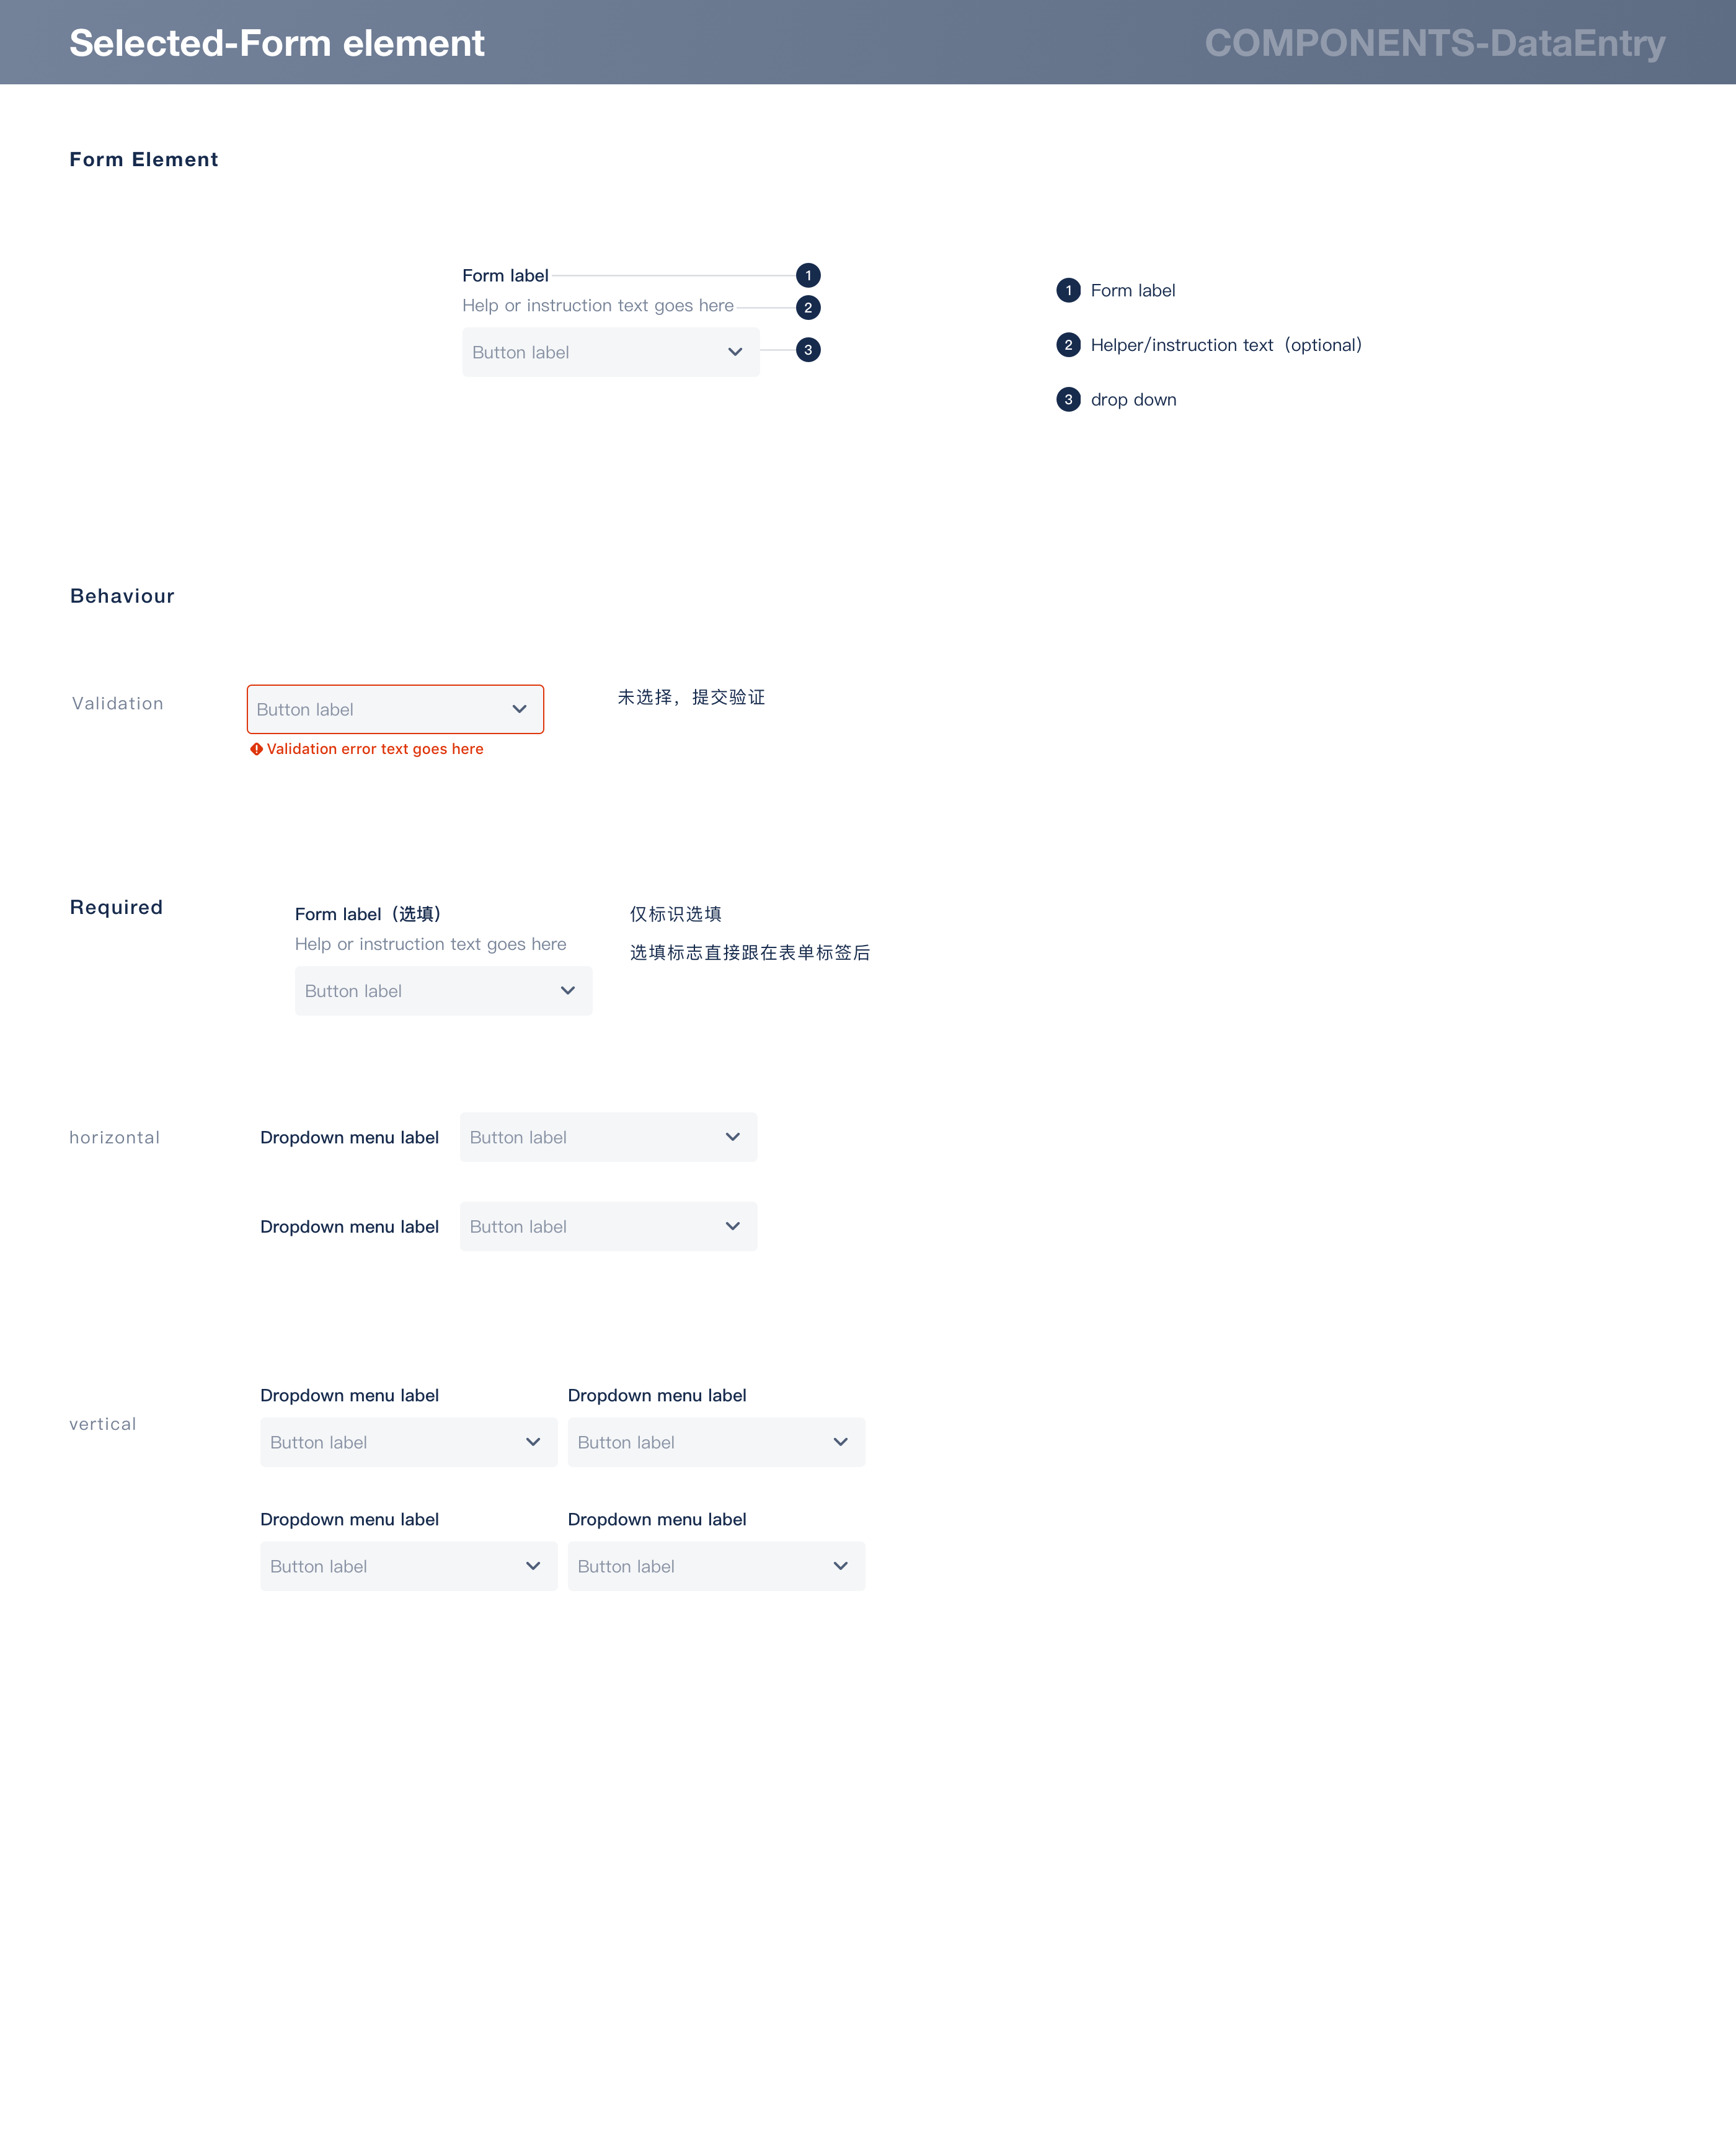 Selected-Form element
COMPONENTS-DataEntry
Form Element
Form label
1
Help or instruction text goes here
2
Button label
3
1 Form label
2 Helper/instruction text（optional）
3 drop down
Behaviour
Validation
Button label
Validation error text goes here
未选择，提交验证
Required
Form label（选填）
Help or instruction text goes here
Button label
仅标识选填
选填标志直接跟在表单标签后
horizontal
Dropdown menu label
Button label
Dropdown menu label
Button label
vertical
Dropdown menu label
Dropdown menu label
Button label
Button label
Dropdown menu label
Dropdown menu label
Button label
Button label